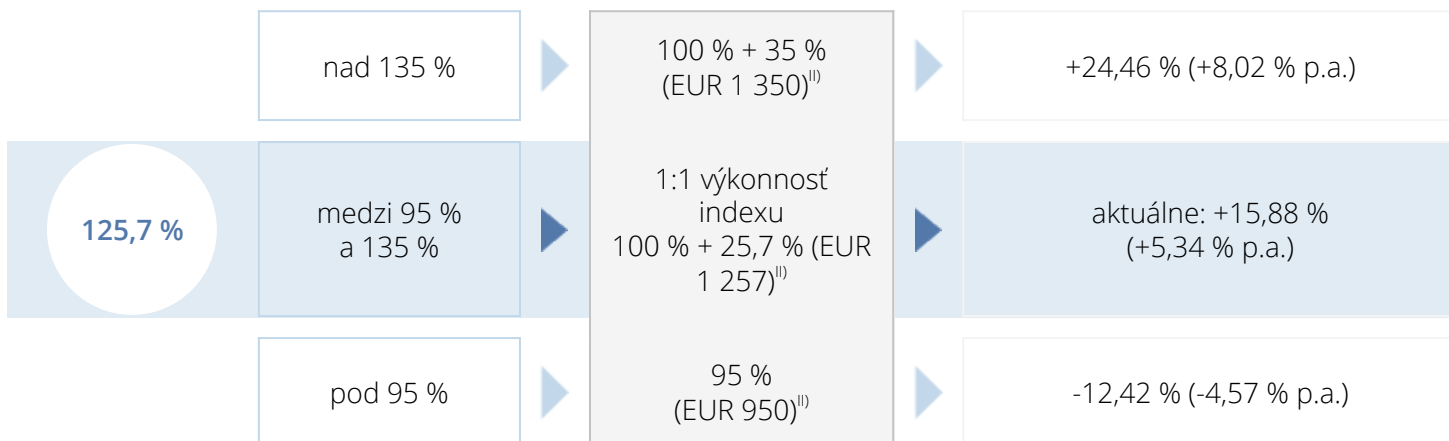 nad 135 %
100 % + 35 %
(EUR 1 350)II)
+24,46 % (+8,02 % p.a.)
125,7 %
medzi 95 %
a 135 %
1:1 výkonnosť
indexu
100 % + 25,7 % (EUR
1 257)II)
aktuálne: +15,88 %
(+5,34 % p.a.)
pod 95 %
95 %
(EUR 950)II)
-12,42 % (-4,57 % p.a.)